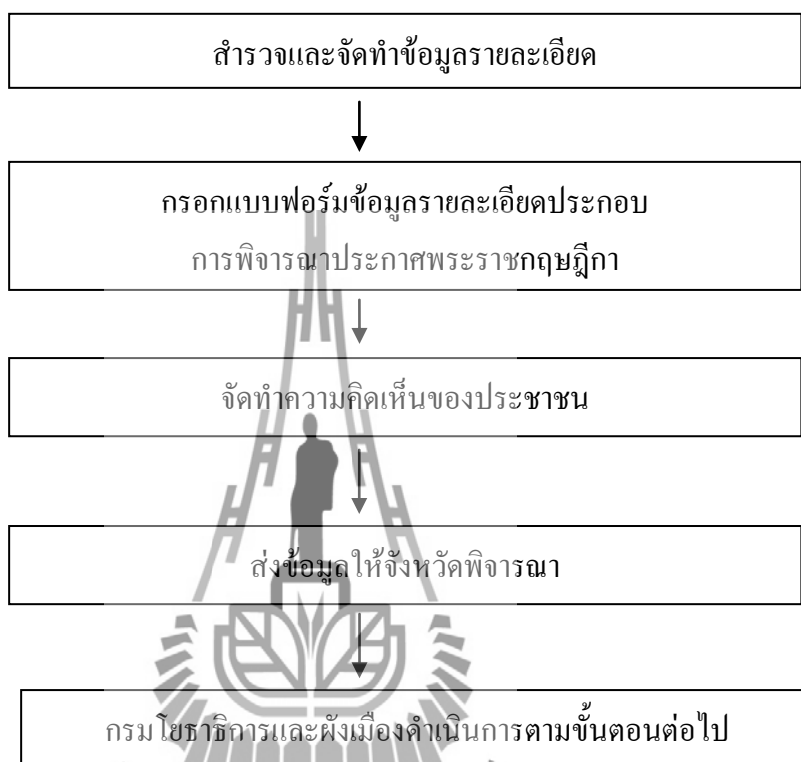 สำรวจและจัดทำข้อมูลรายละเอียด
กรอกแบบฟอร์มข้อมูลรายละเอียดประกอบ
การพิจารณาประกาศพระราชกฤษฎีกา
จัดทำความคิดเห็นของประชาชน
ส่งข้อมูลให้จังหวัดพิจารณา
กรมโยธาธิการและผังเมืองดำเนินการตามขั้นตอนต่อไป